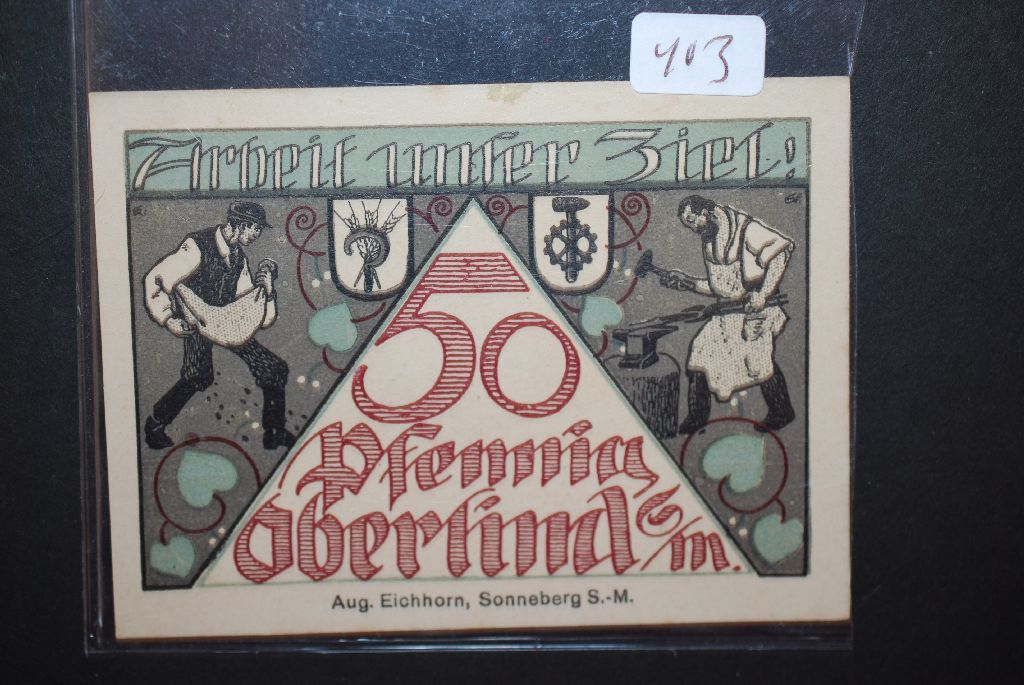 403
Arbeit unser Ziel!
50
Pfennig
Oberlind S/m.
Aug. Eichhorn, Sonneberg S.-M.